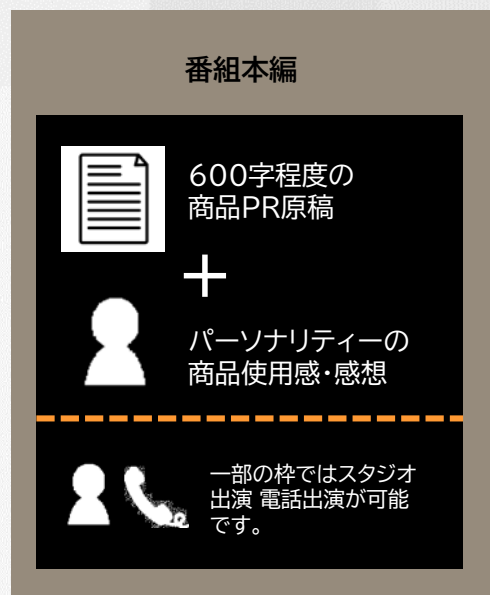 番組本編
600字程度の
商品PR原稿
＋
パーソナリティーの
商品使用感・感想
一部の枠ではスタジオ
出演 電話出演が可能
です。